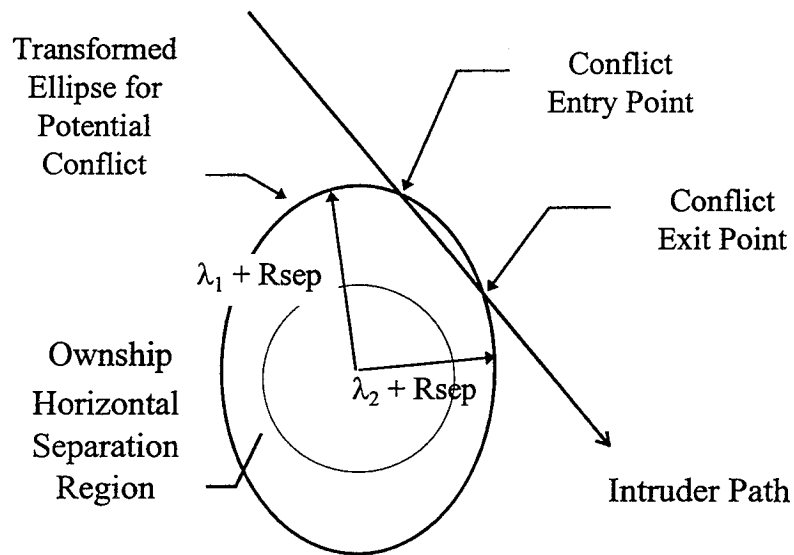 Transformed
Ellipse for
Potential
Conflict
Conflict
Entry Point
Conflict
Exit Point
λ₁ + Rsep
λ₂ + Rsep
Ownship
Horizontal
Separation
Region
Intruder Path